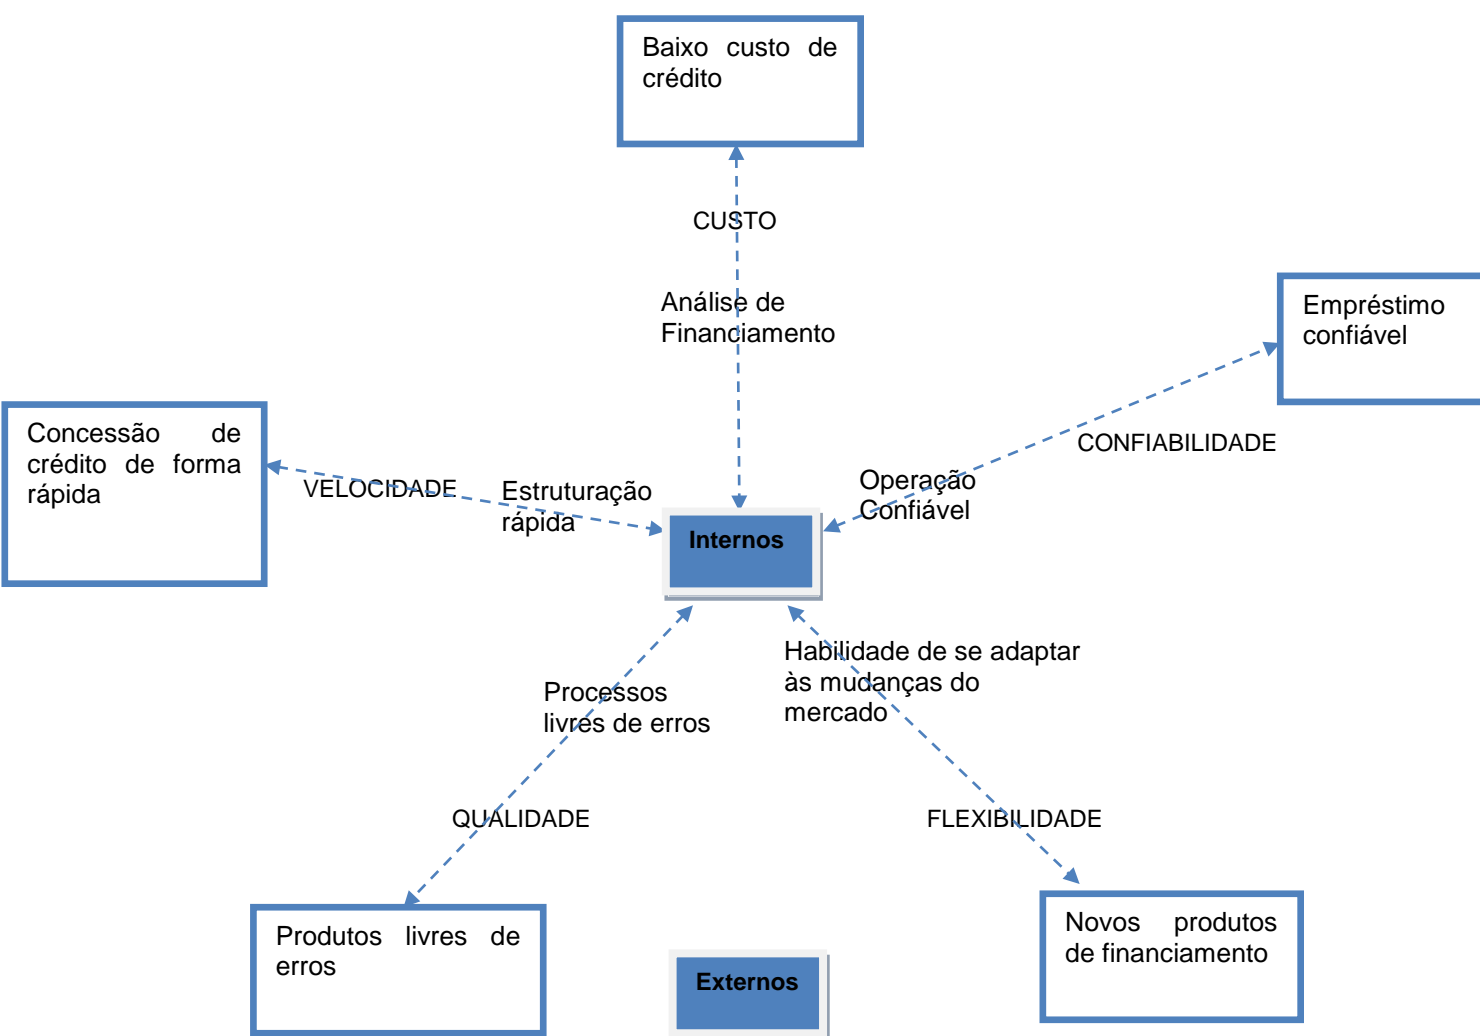 Baixo custo de
crédito
CUSTO
Análise de
Financiamento
Empréstimo
confiável
CONFIABILIDADE
Operação
Confiável
Concessão de
crédito de forma
rápida
VELOCIDADE
Estruturação
rápida
Internos
Habilidade de se adaptar
às mudanças do
mercado
Processos
livres de erros
QUALIDADE
FLEXIBILIDADE
Produtos livres de
erros
Externos
Novos produtos
de financiamento